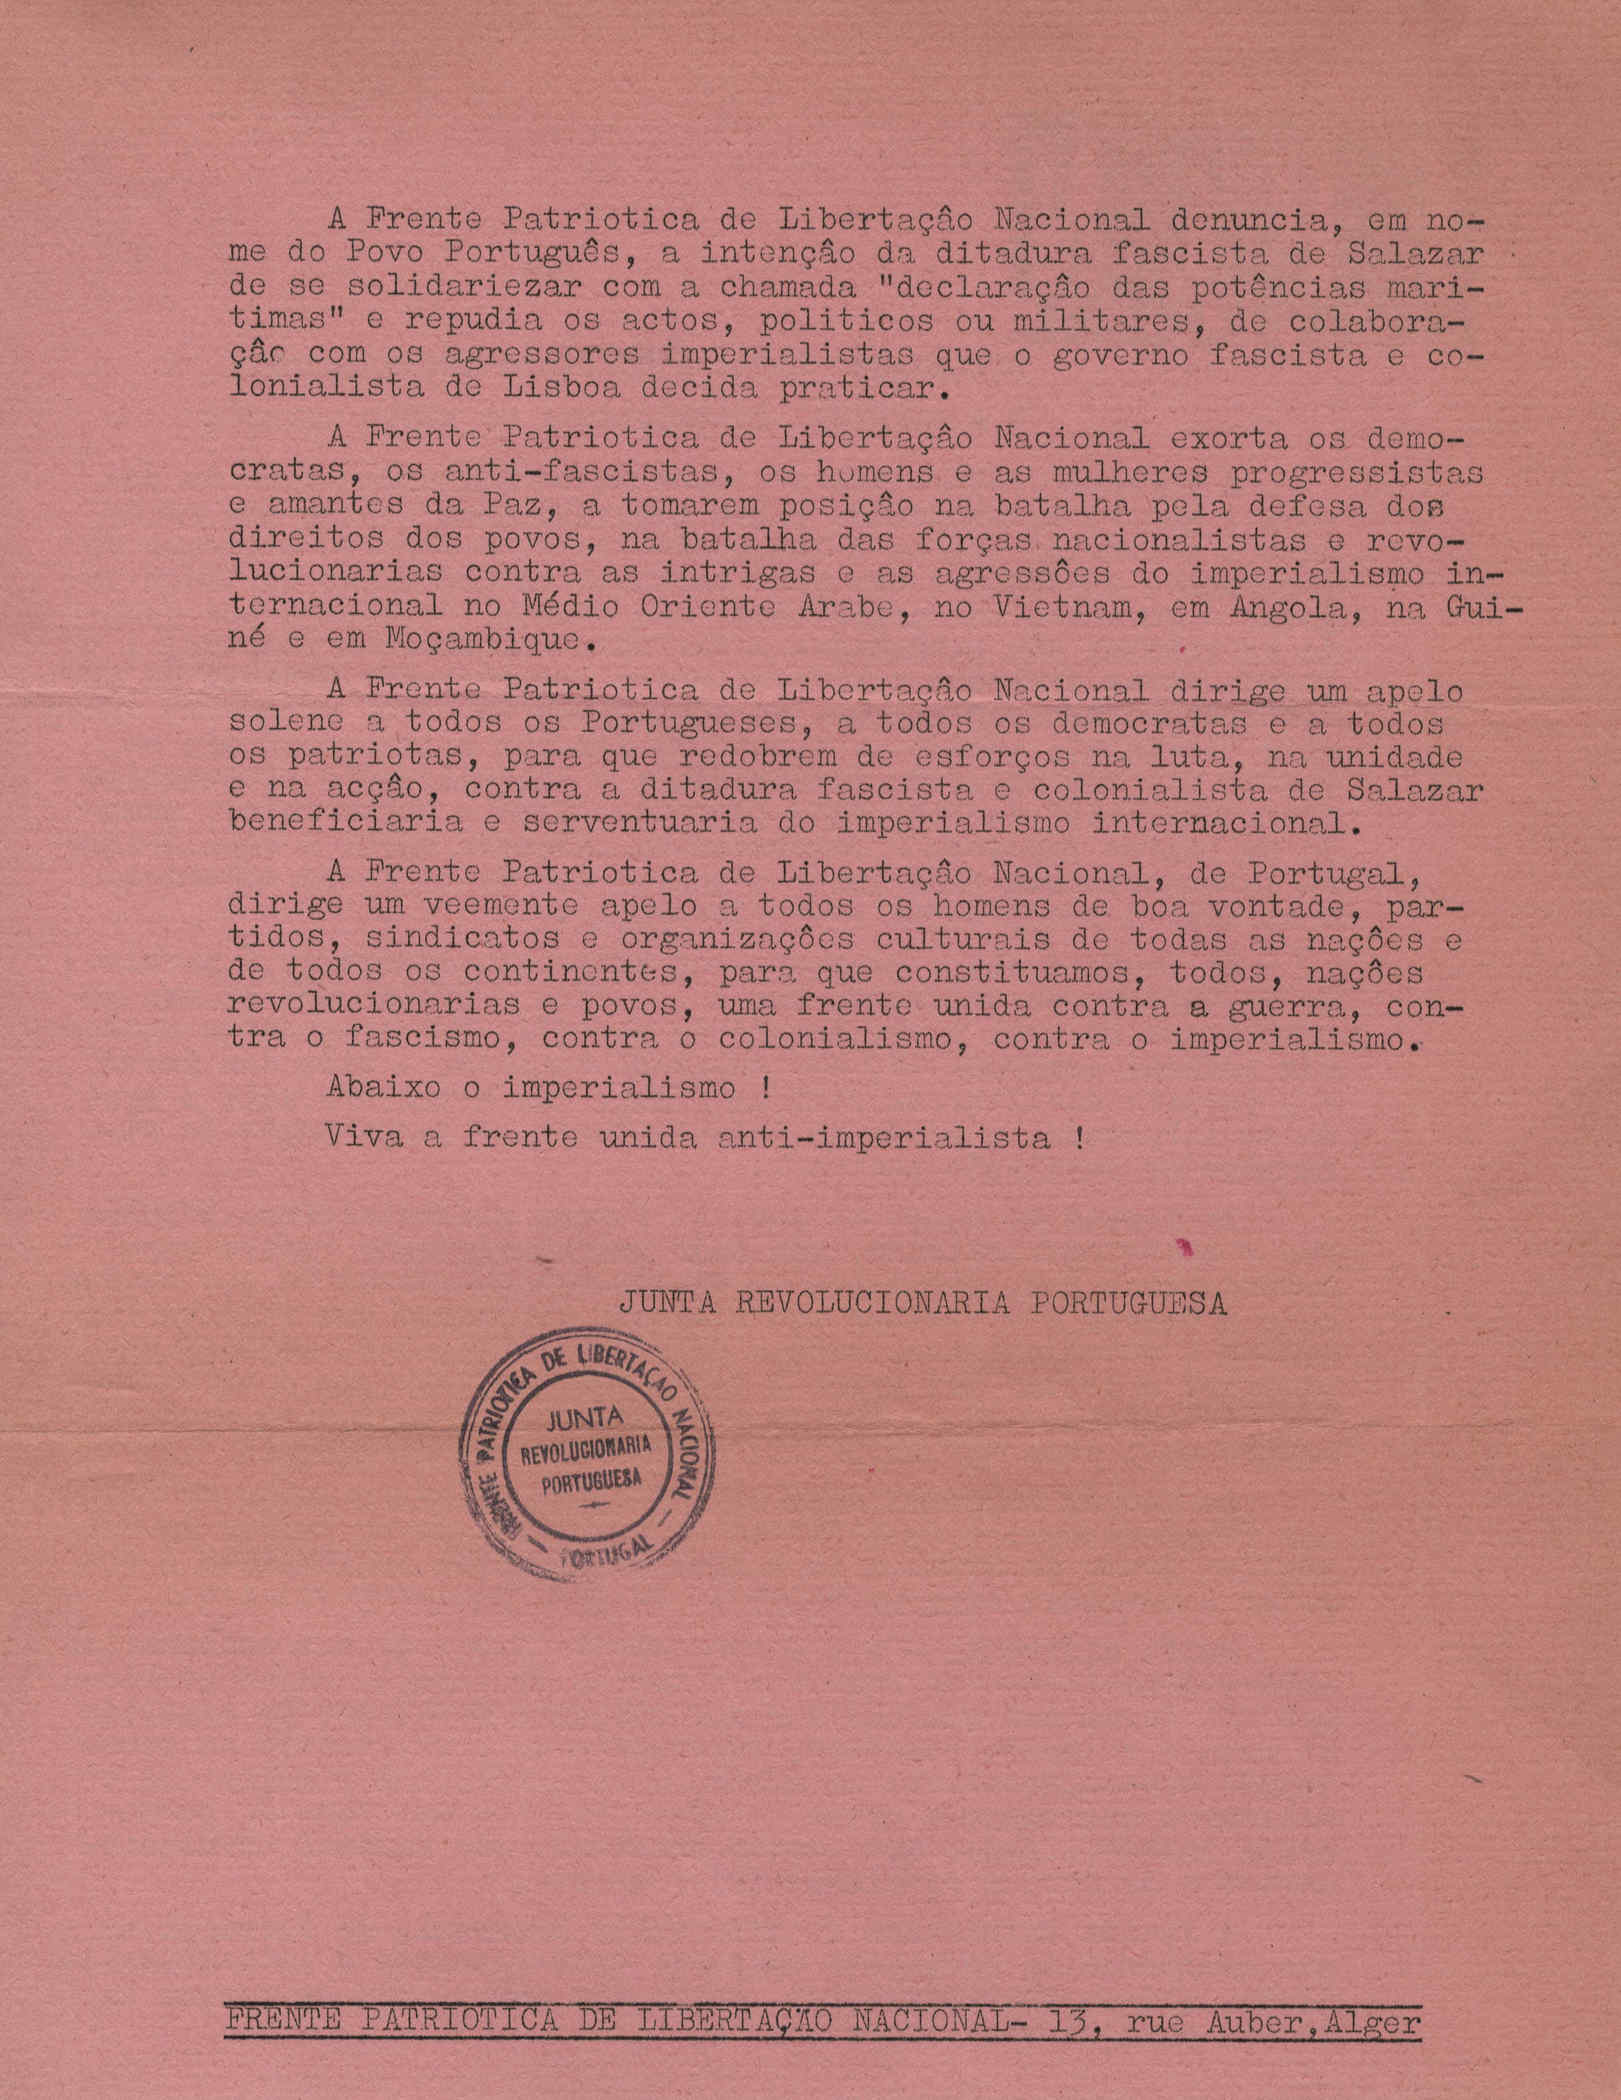 A Frente Patriotica de Libertação Nacional denuncia, em no-
me do Povo Português, a intenção da ditadura fascista de Salazar
de se solidariezar com a chamada "declaração das potências mari-
timas" e repudia os actos, politicos ou militares, de colabora-
ção com os agressores imperialistas que o governo fascista e co-
lonialista de Lisboa decida praticar.
A Frente Patriotica de Libertação Nacional exorta os demo-
cratas, os anti-fascistas, os homens e as mulheres progressistas
e amantes da Paz, a tomarem posição na batalha pela defesa dos
direitos dos povos, na batalha das forças nacionalistas e revo-
lucionarias contra as intrigas e as agressões do imperialismo in-
ternacional no Médio Oriente Arabe, no Vietnam, em Angola, na Gui-
né e em Moçambique.
A Frente Patriotica de Libertação Nacional dirige um apelo
solene a todos os Portugueses, a todos os democratas e a todos
os patriotas, para que redobrem de esforços na luta, na unidade
e na acção, contra a ditadura fascista e colonialista de Salazar
beneficiaria e serventuaria do imperialismo internacional.
A Frente Patriotica de Libertação Nacional, de Portugal,
dirige um veemente apelo a todos os homens de boa vontade, par-
tidos, sindicatos e organizações culturais de todas as nações e
de todos os continentes, para que constituamos, todos, nações
revolucionarias e povos, uma frente unida contra a guerra, con-
tra o fascismo, contra o colonialismo, contra o imperialismo.
Abaixo o imperialismo !
Viva a frente unida anti-imperialista !
JUNTA REVOLUCIONARIA PORTUGUESA
FRENTE PATRIOTICA DE LIBERTAÇAO NACIONAL
JUNTA
REVOLUCIONARIA
PORTUGUESA
PORTUGAL
FRENTE PATRIOTICA DE LIBERTAÇÃO NACIONAL- 13, rue Auber,Alger